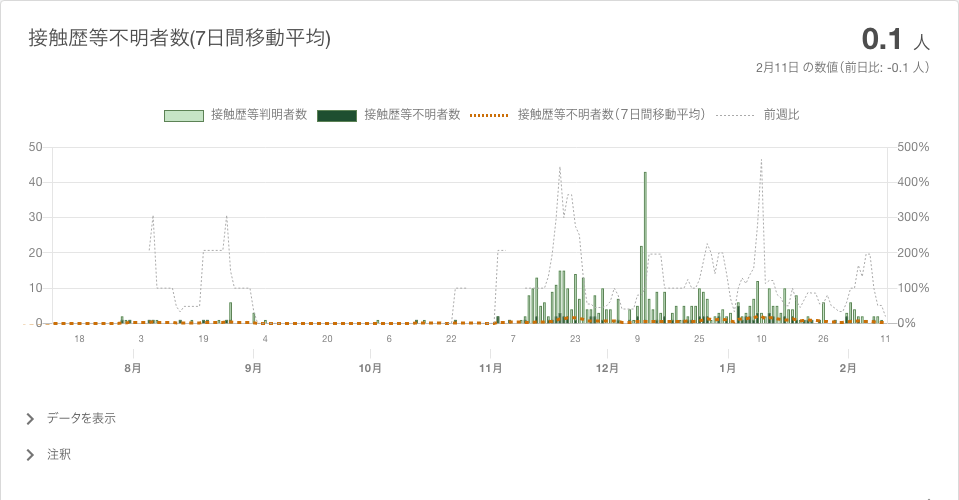 接触歴等不明者数(7日間移動平均)
0.1 人
2月11日 の数値(前日比: -0.1 人)
接触歴等判明者数 接触歴等不明者数 接触歴等不明者数(7日間移動平均) 前週比
50 500%
40 400%
30 300%
20 200%
10 100%
0 0%
18 3 19 4 20 6 22 7 23 9 25 10 26 11
8月 9月 10月 11月 12月 1月 2月
データを表示
注釈